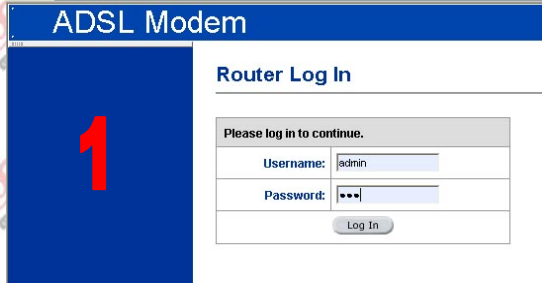 ADSL Modem
Router Log In
1
Please log in to continue.
Username: admin
Password: •••
Log In